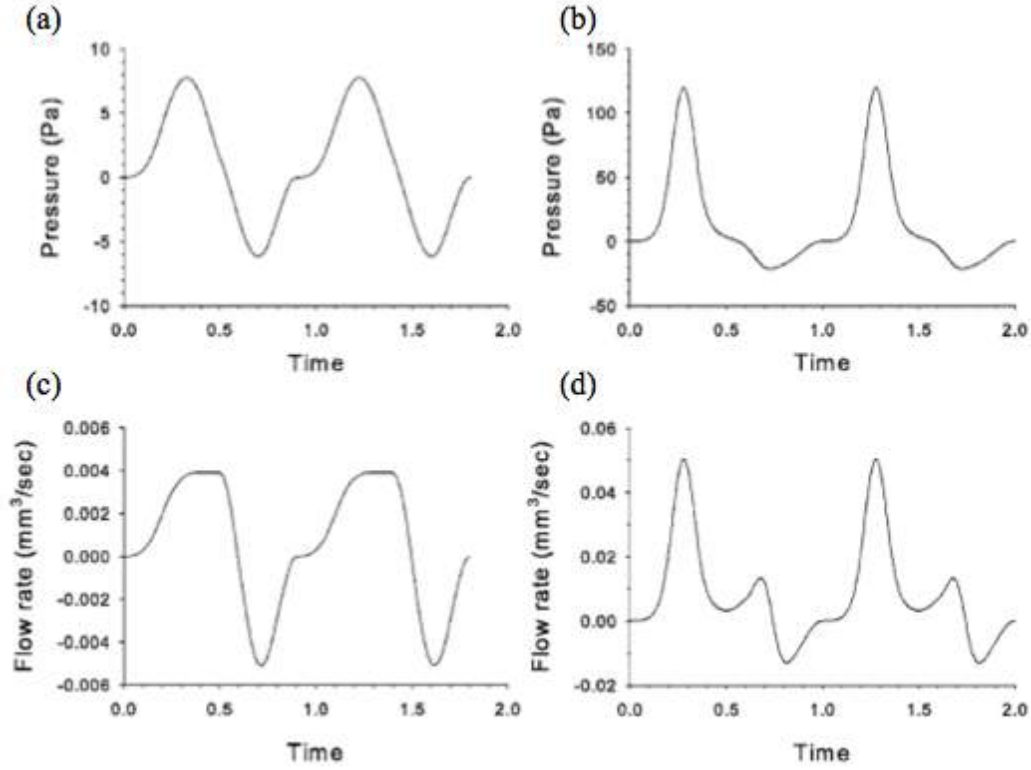 (a)
10
5
0
-5
-10
Pressure (Pa)
0.0 0.5 1.0 1.5 2.0
Time
(b)
150
100
50
0
-50
Pressure (Pa)
0.0 0.5 1.0 1.5 2.0
Time
(c)
0.006
0.004
0.002
0.000
-0.002
-0.004
-0.006
Flow rate (mm³/sec)
0.0 0.5 1.0 1.5 2.0
Time
(d)
0.06
0.04
0.02
0.00
-0.02
Flow rate (mm³/sec)
0.0 0.5 1.0 1.5 2.0
Time